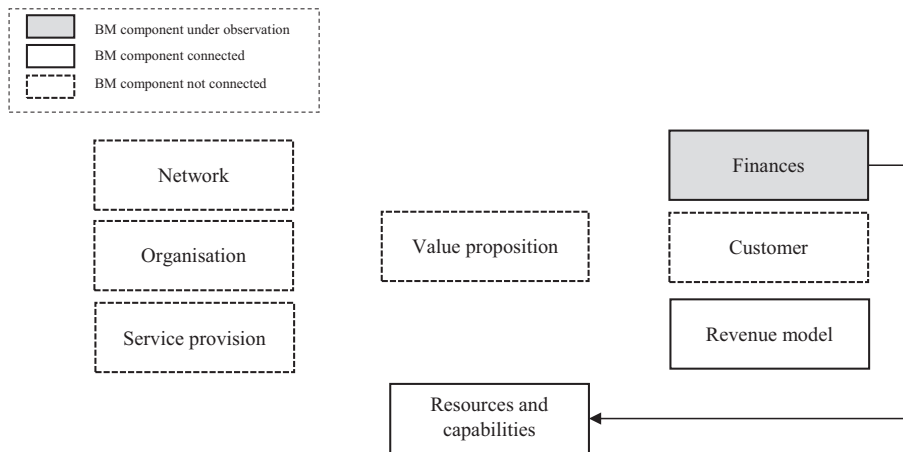 BM component under observation
BM component connected
BM component not connected
Network
Finances
Organisation
Value proposition
Customer
Service provision
Revenue model
Resources and
capabilities